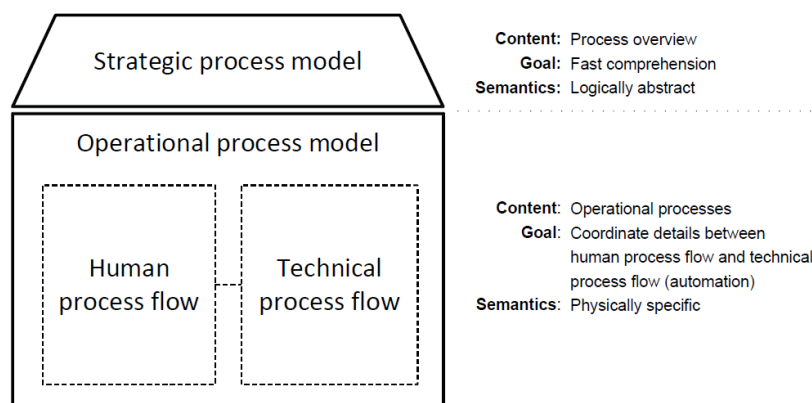 Strategic process model
Content: Process overview
Goal: Fast comprehension
Semantics: Logically abstract
Operational process model
Human
process flow
Technical
process flow
Content: Operational processes
Goal: Coordinate details between
human process flow and technical
process flow (automation)
Semantics: Physically specific